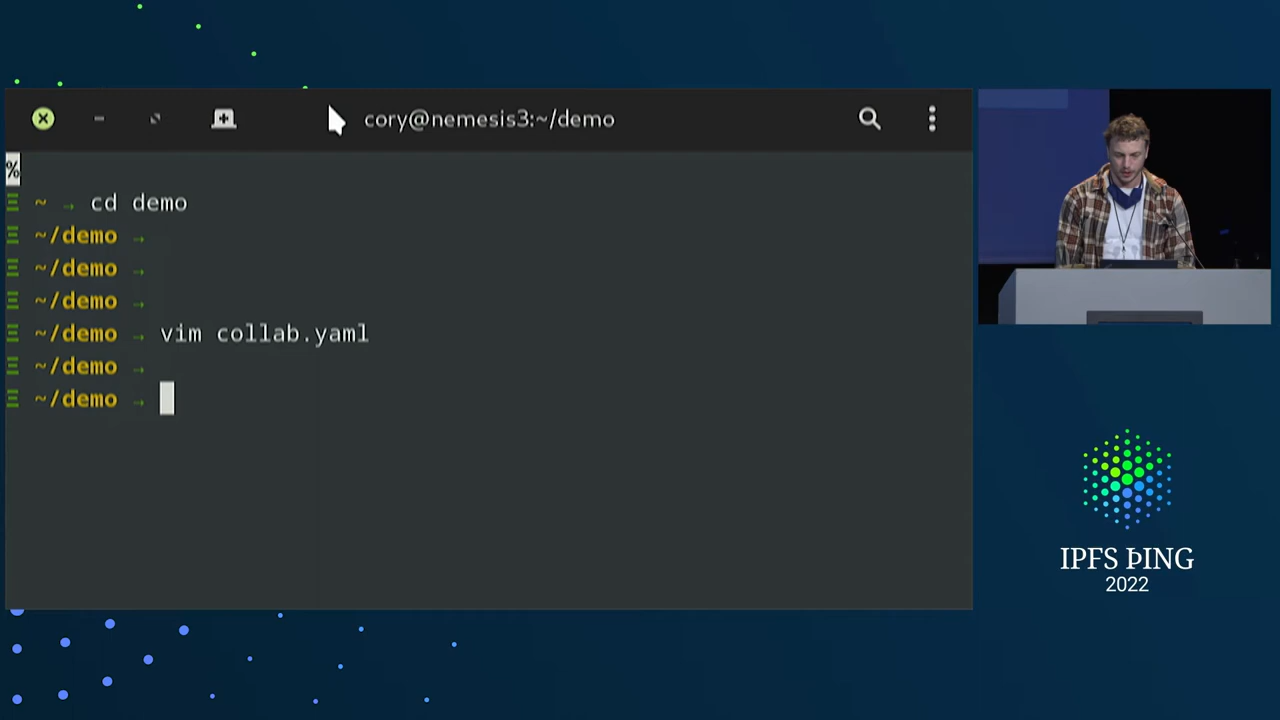 cory@nemesis3:~/demo
%
~ → cd demo
~/demo →
~/demo →
~/demo →
~/demo → vim collab.yaml
~/demo →
~/demo →
IPFS ÞING
2022